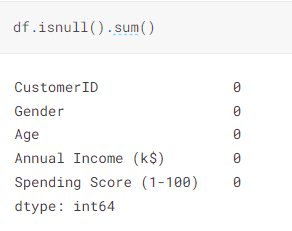 df.isnull().sum()
CustomerID 0
Gender 0
Age 0
Annual Income (k$) 0
Spending Score (1-100) 0
dtype: int64